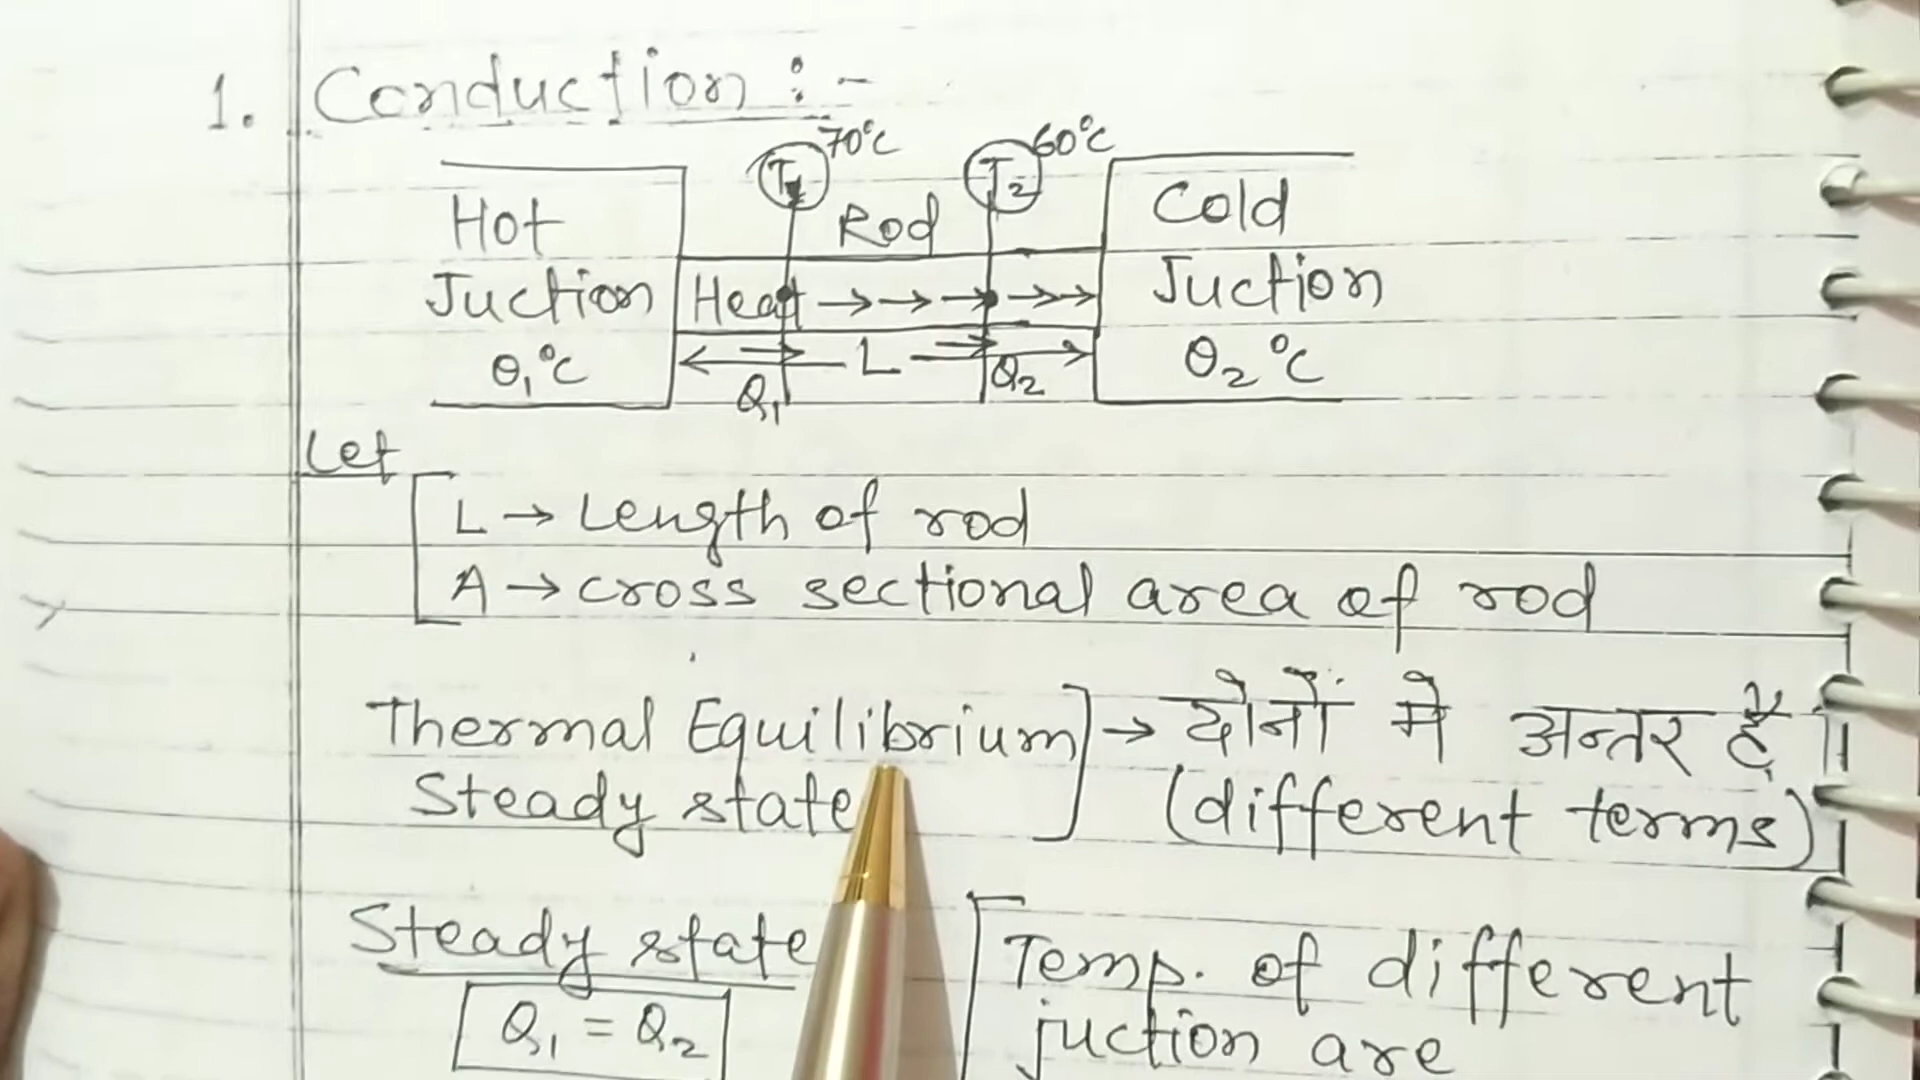 1. Conduction :-
70°C 60°C
T1 T2
Hot Rod Cold
Juction Heat Juction
θ₁°C L θ₂°C
Q₁ Q₂
Let
L → Length of rod
A → cross sectional area of rod
Thermal Equilibrium → दोनों मे अन्तर हैं।
Steady state (different terms)
Steady state Temp. of different
Q₁ = Q₂ juction are